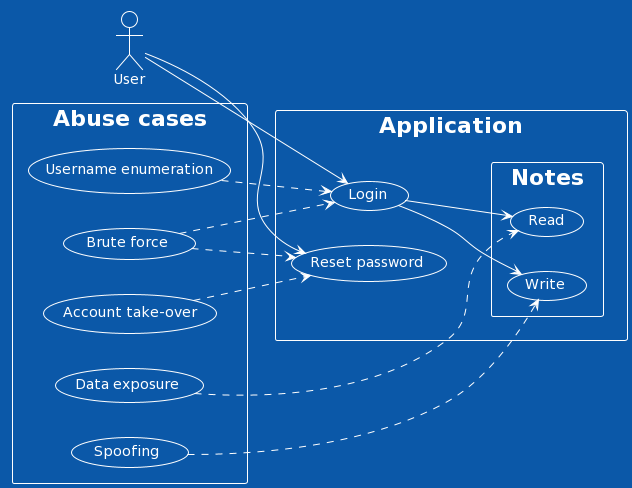 User
Abuse cases
Username enumeration
Brute force
Account take-over
Data exposure
Spoofing
Application
Login
Reset password
Notes
Read
Write